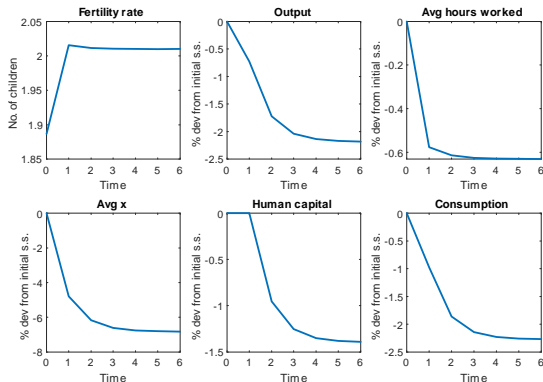 Fertility rate
No. of children
2.05
2
1.95
1.9
1.85
0 1 2 3 4 5 6
Time
Output
% dev from initial s.s.
0
-0.5
-1
-1.5
-2
-2.5
0 1 2 3 4 5 6
Time
Avg hours worked
% dev from initial s.s.
0
-0.2
-0.4
-0.6
0 1 2 3 4 5 6
Time
Avg x
% dev from initial s.s.
0
-2
-4
-6
-8
0 1 2 3 4 5 6
Time
Human capital
% dev from initial s.s.
0
-0.5
-1
-1.5
0 1 2 3 4 5 6
Time
Consumption
% dev from initial s.s.
0
-0.5
-1
-1.5
-2
-2.5
0 1 2 3 4 5 6
Time